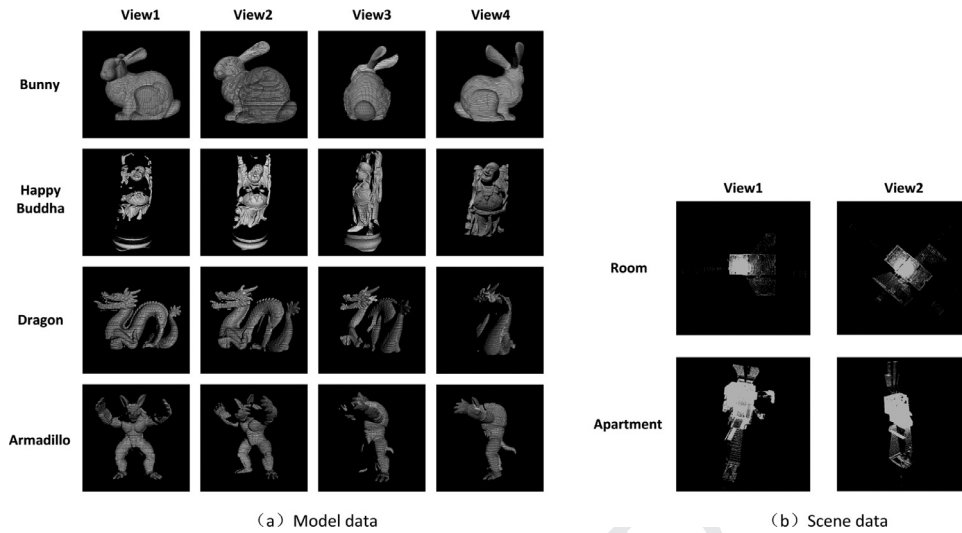 View1 View2 View3 View4
Bunny
Happy
Buddha
Dragon
Armadillo
（a）Model data
View1 View2
Room
Apartment
（b）Scene data